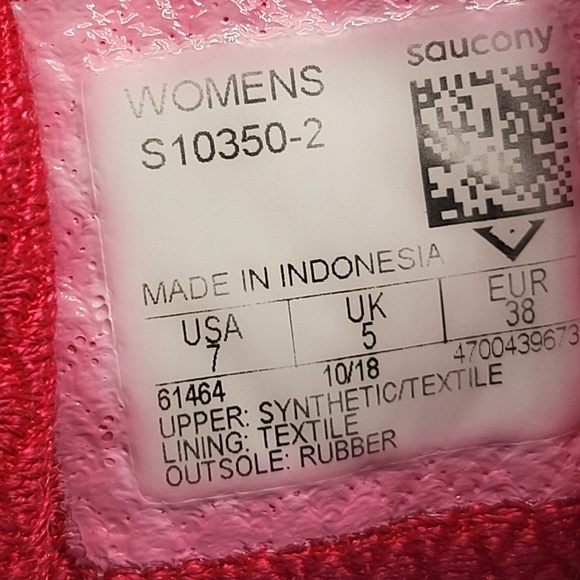 saucony
WOMENS
S10350-2
MADE IN INDONESIA
USA UK EUR
7 5 38
61464 10/18 4700439673
UPPER: SYNTHETIC/TEXTILE
LINING: TEXTILE
OUTSOLE: RUBBER